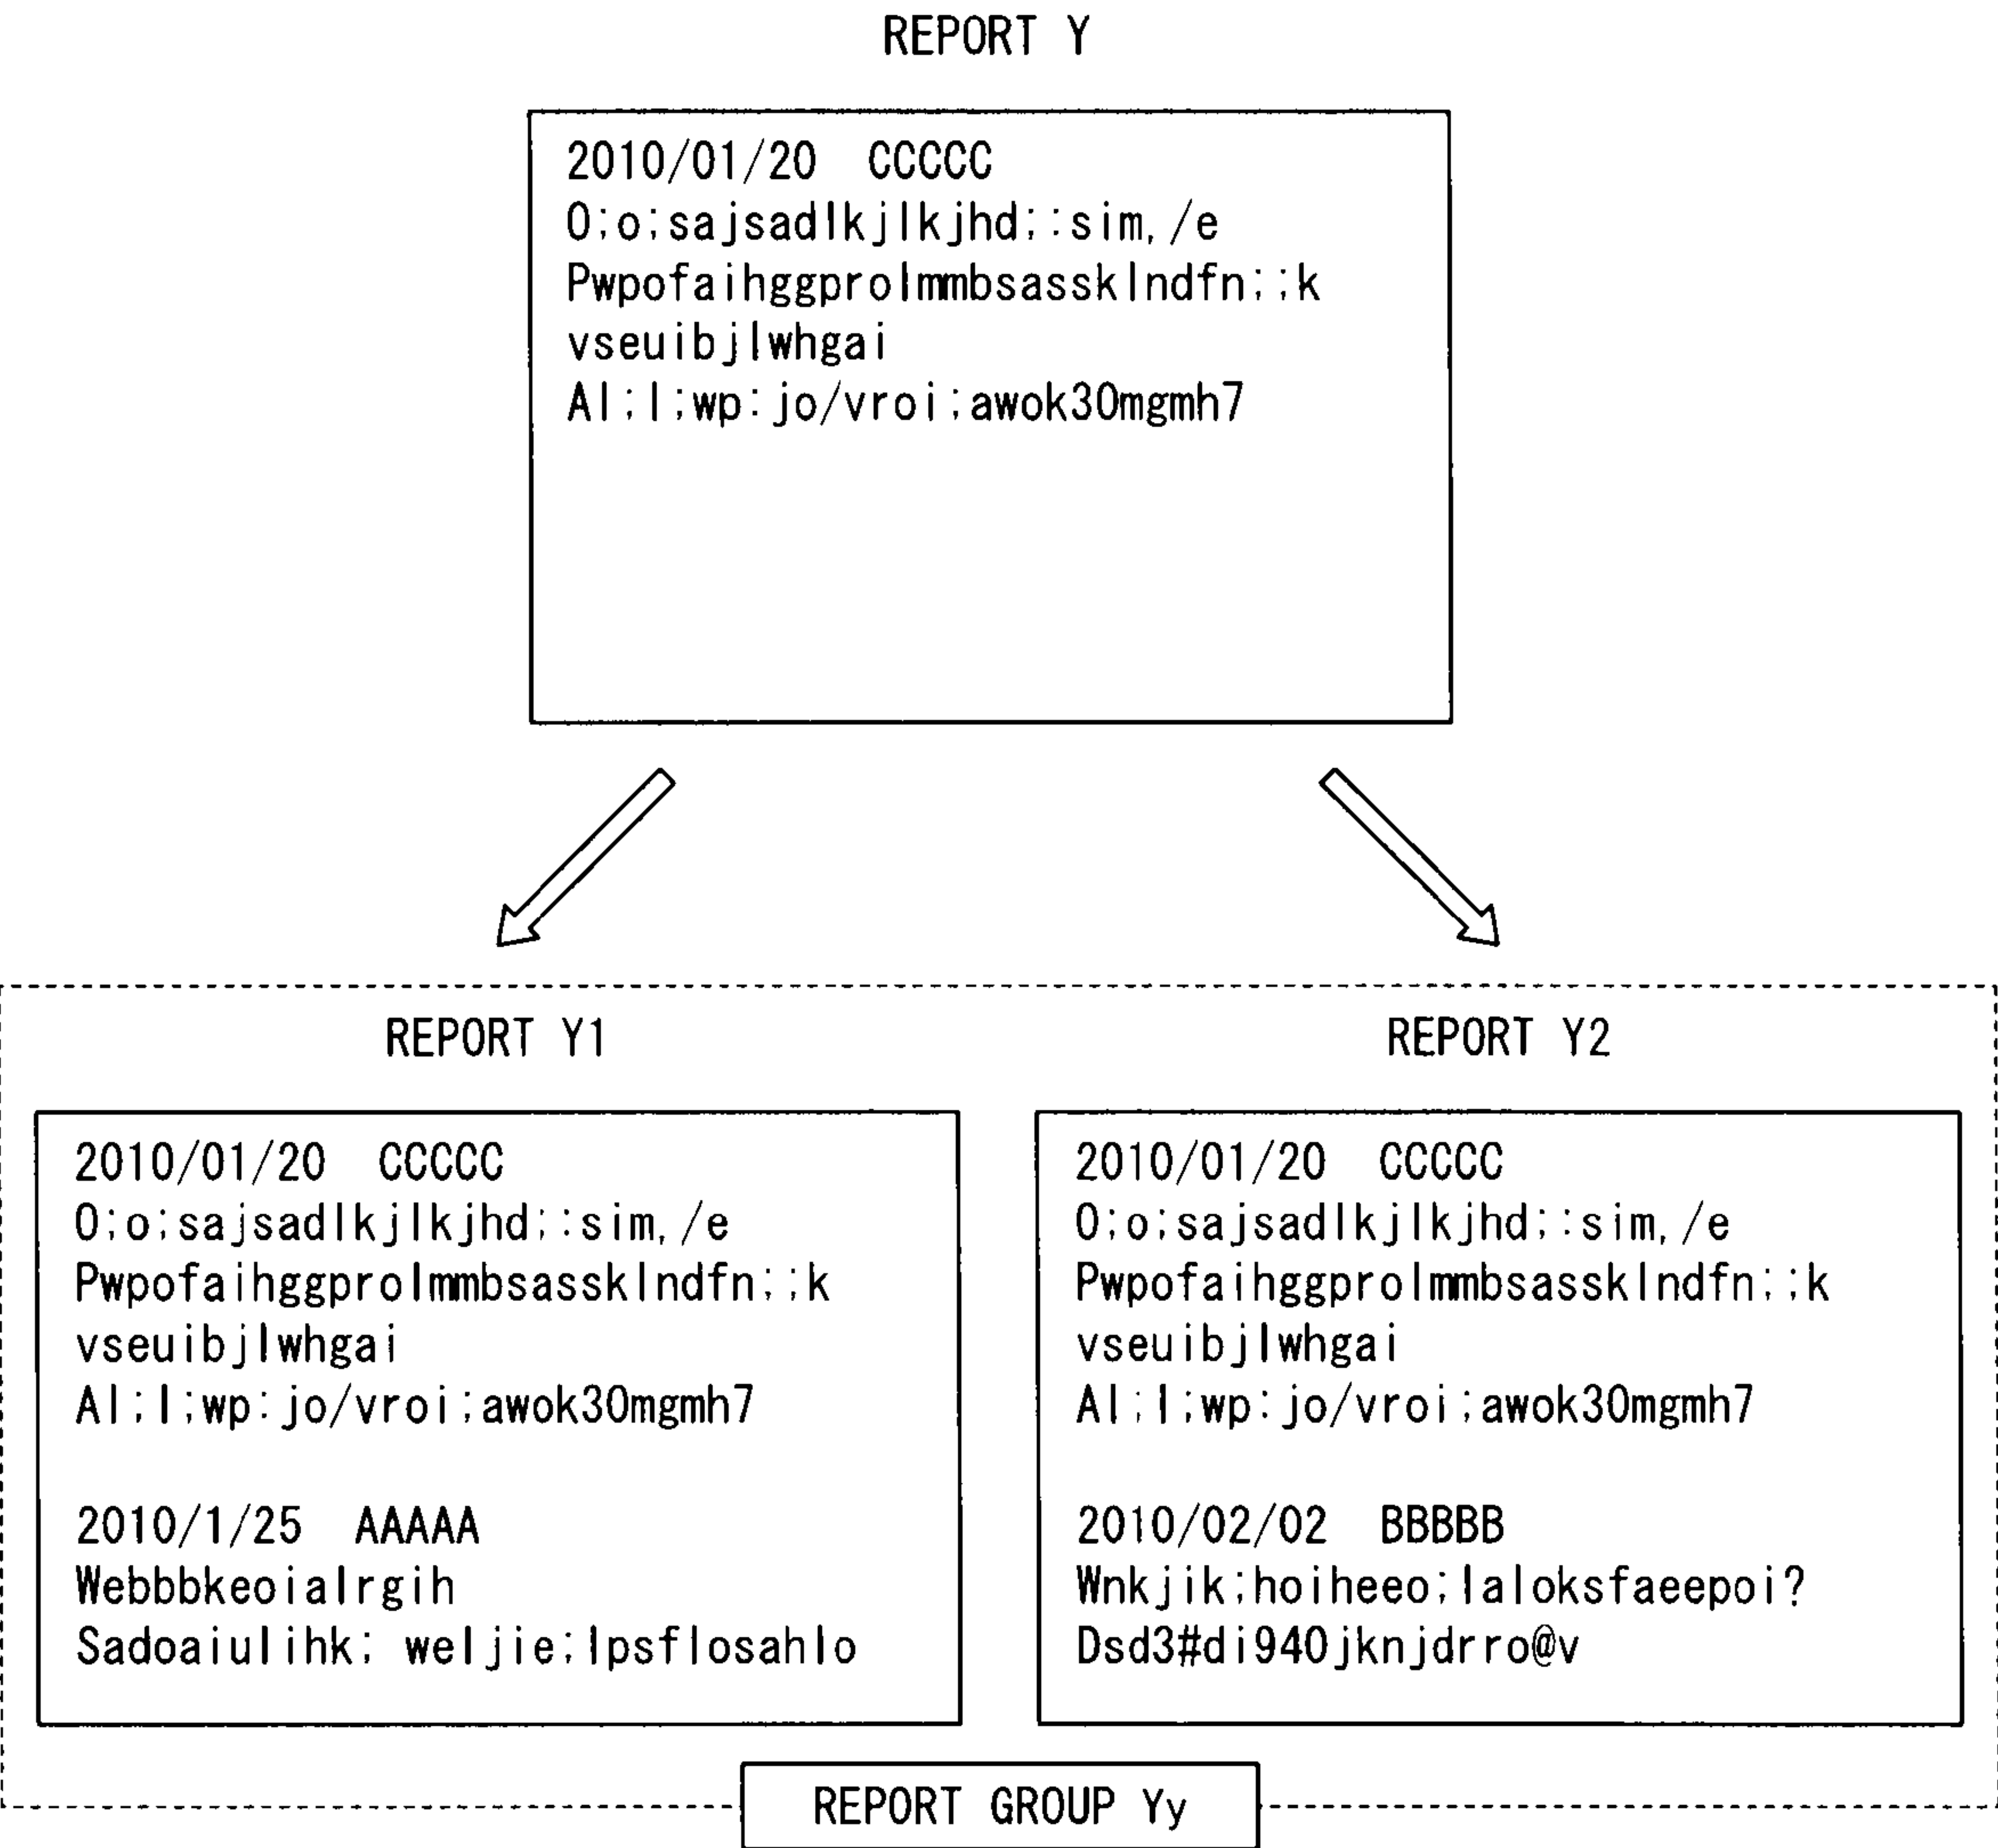 REPORT Y
2010/01/20 CCCCC
O;o;sajsadlkjlkjhd;:sim,/e
Pwpofaihggprolmmbsassklndfn;;k
vseuibjlwhgai
Al;l;wp:jo/vroi;awok30mgmh7
REPORT Y1
2010/01/20 CCCCC
O;o;sajsadlkjlkjhd;:sim,/e
Pwpofaihggprolmmbsassklndfn;;k
vseuibjlwhgai
Al;l;wp:jo/vroi;awok30mgmh7
2010/1/25 AAAAA
Webbbkeoialrgih
Sadoaiulihk; weljie;lpsflosahlo
REPORT Y2
2010/01/20 CCCCC
O;o;sajsadlkjlkjhd;:sim,/e
Pwpofaihggprolmmbsassklndfn;;k
vseuibjlwhgai
Al;l;wp:jo/vroi;awok30mgmh7
2010/02/02 BBBBB
Wnkjik;hoiheeo;laloksfaeepoi?
Dsd3#di940jknjdrro@v
REPORT GROUP Yy